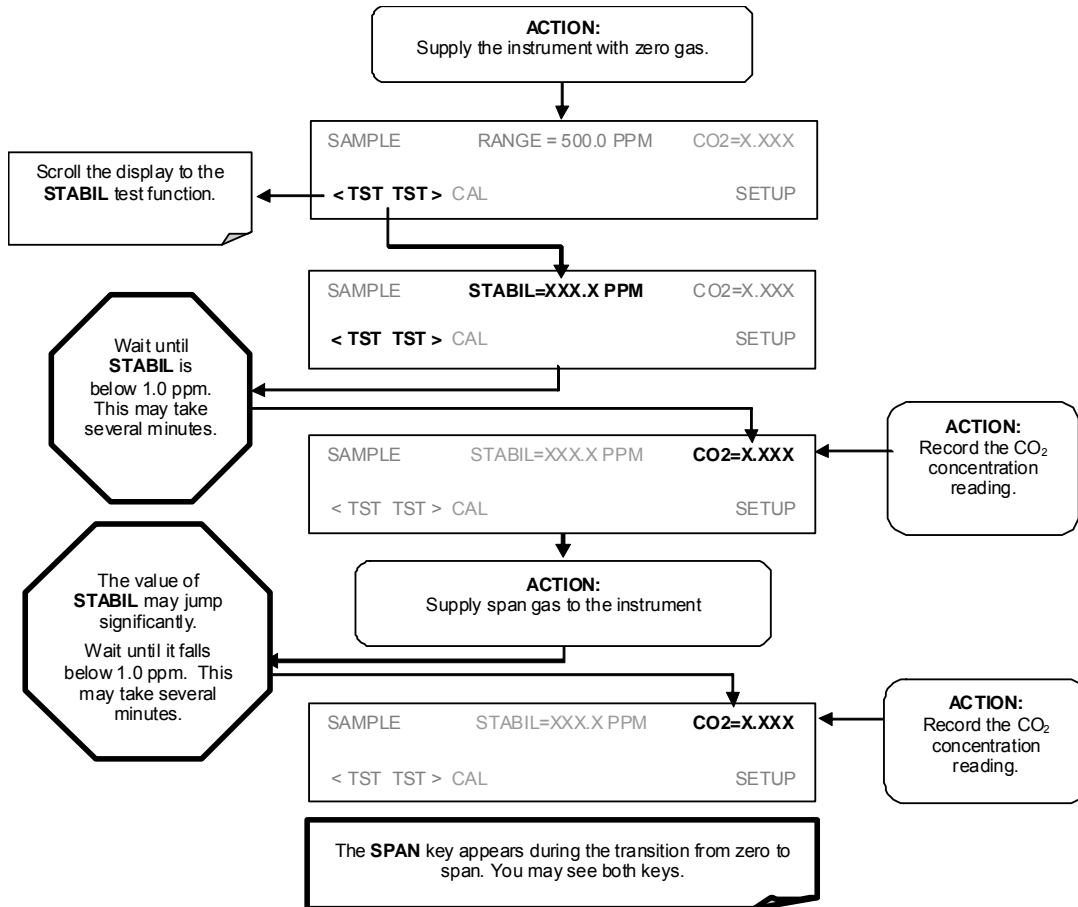 ACTION:
Supply the instrument with zero gas.
SAMPLE RANGE = 500.0 PPM CO2=X.XXX
< TST TST > CAL SETUP
Scroll the display to the
STABIL test function.
SAMPLE STABIL=XXX.X PPM CO2=X.XXX
< TST TST > CAL SETUP
Wait until
STABIL is
below 1.0 ppm.
This may take
several minutes.
SAMPLE STABIL=XXX.X PPM CO2=X.XXX
< TST TST > CAL SETUP
ACTION:
Record the CO₂
concentration
reading.
ACTION:
Supply span gas to the instrument
The value of
STABIL may jump
significantly.
Wait until it falls
below 1.0 ppm. This
may take several
minutes.
SAMPLE STABIL=XXX.X PPM CO2=X.XXX
< TST TST > CAL SETUP
ACTION:
Record the CO₂
concentration
reading.
The SPAN key appears during the transition from zero to
span. You may see both keys.